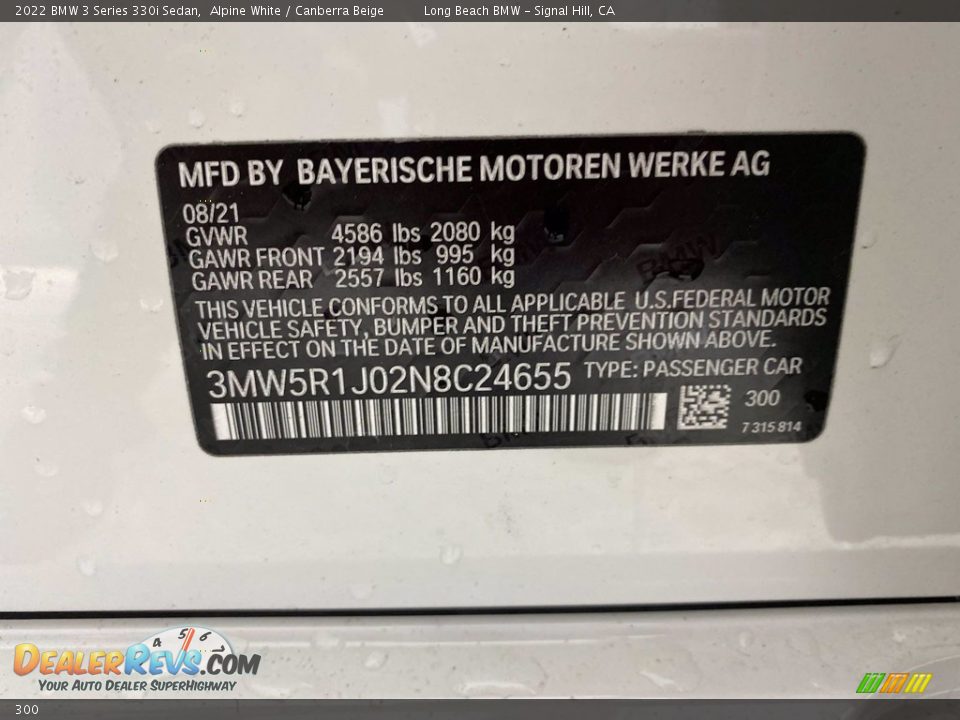 2022 BMW 3 Series 330i Sedan, Alpine White / Canberra Beige Long Beach BMW - Signal Hill, CA
MFD BY BAYERISCHE MOTOREN WERKE AG
08/21
GVWR 4586 lbs 2080 kg
GAWR FRONT 2194 lbs 995 kg
GAWR REAR 2557 lbs 1160 kg
THIS VEHICLE CONFORMS TO ALL APPLICABLE U.S.FEDERAL MOTOR
VEHICLE SAFETY, BUMPER AND THEFT PREVENTION STANDARDS
IN EFFECT ON THE DATE OF MANUFACTURE SHOWN ABOVE.
3MW5R1J02N8C24655 TYPE: PASSENGER CAR
300
7 315 814
4 5 6
DEALERREVS.COM
YOUR AUTO DEALER SUPERHIGHWAY
300